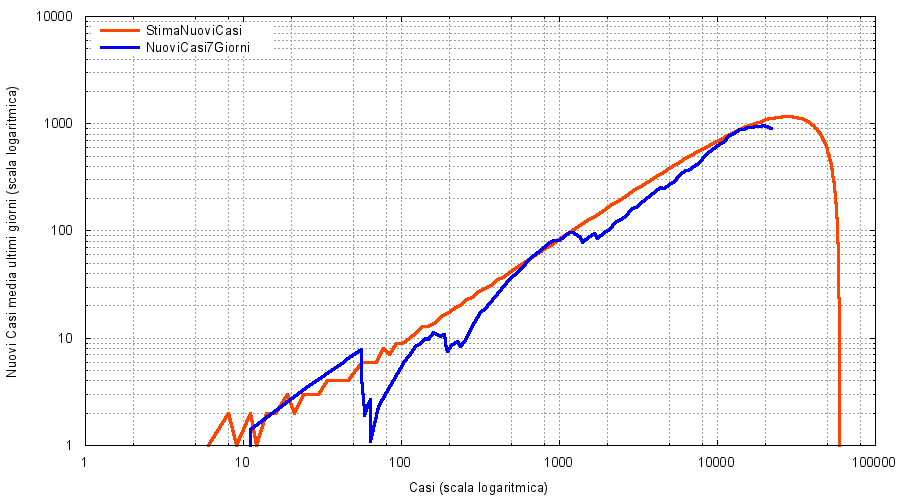 10000
1000
100
10
1
StimaNuoviCasi
NuoviCasi7Giorni
Nuovi Casi media ultimi giorni (scala logaritmica)
1 10 100 1000 10000 100000
Casi (scala logaritmica)